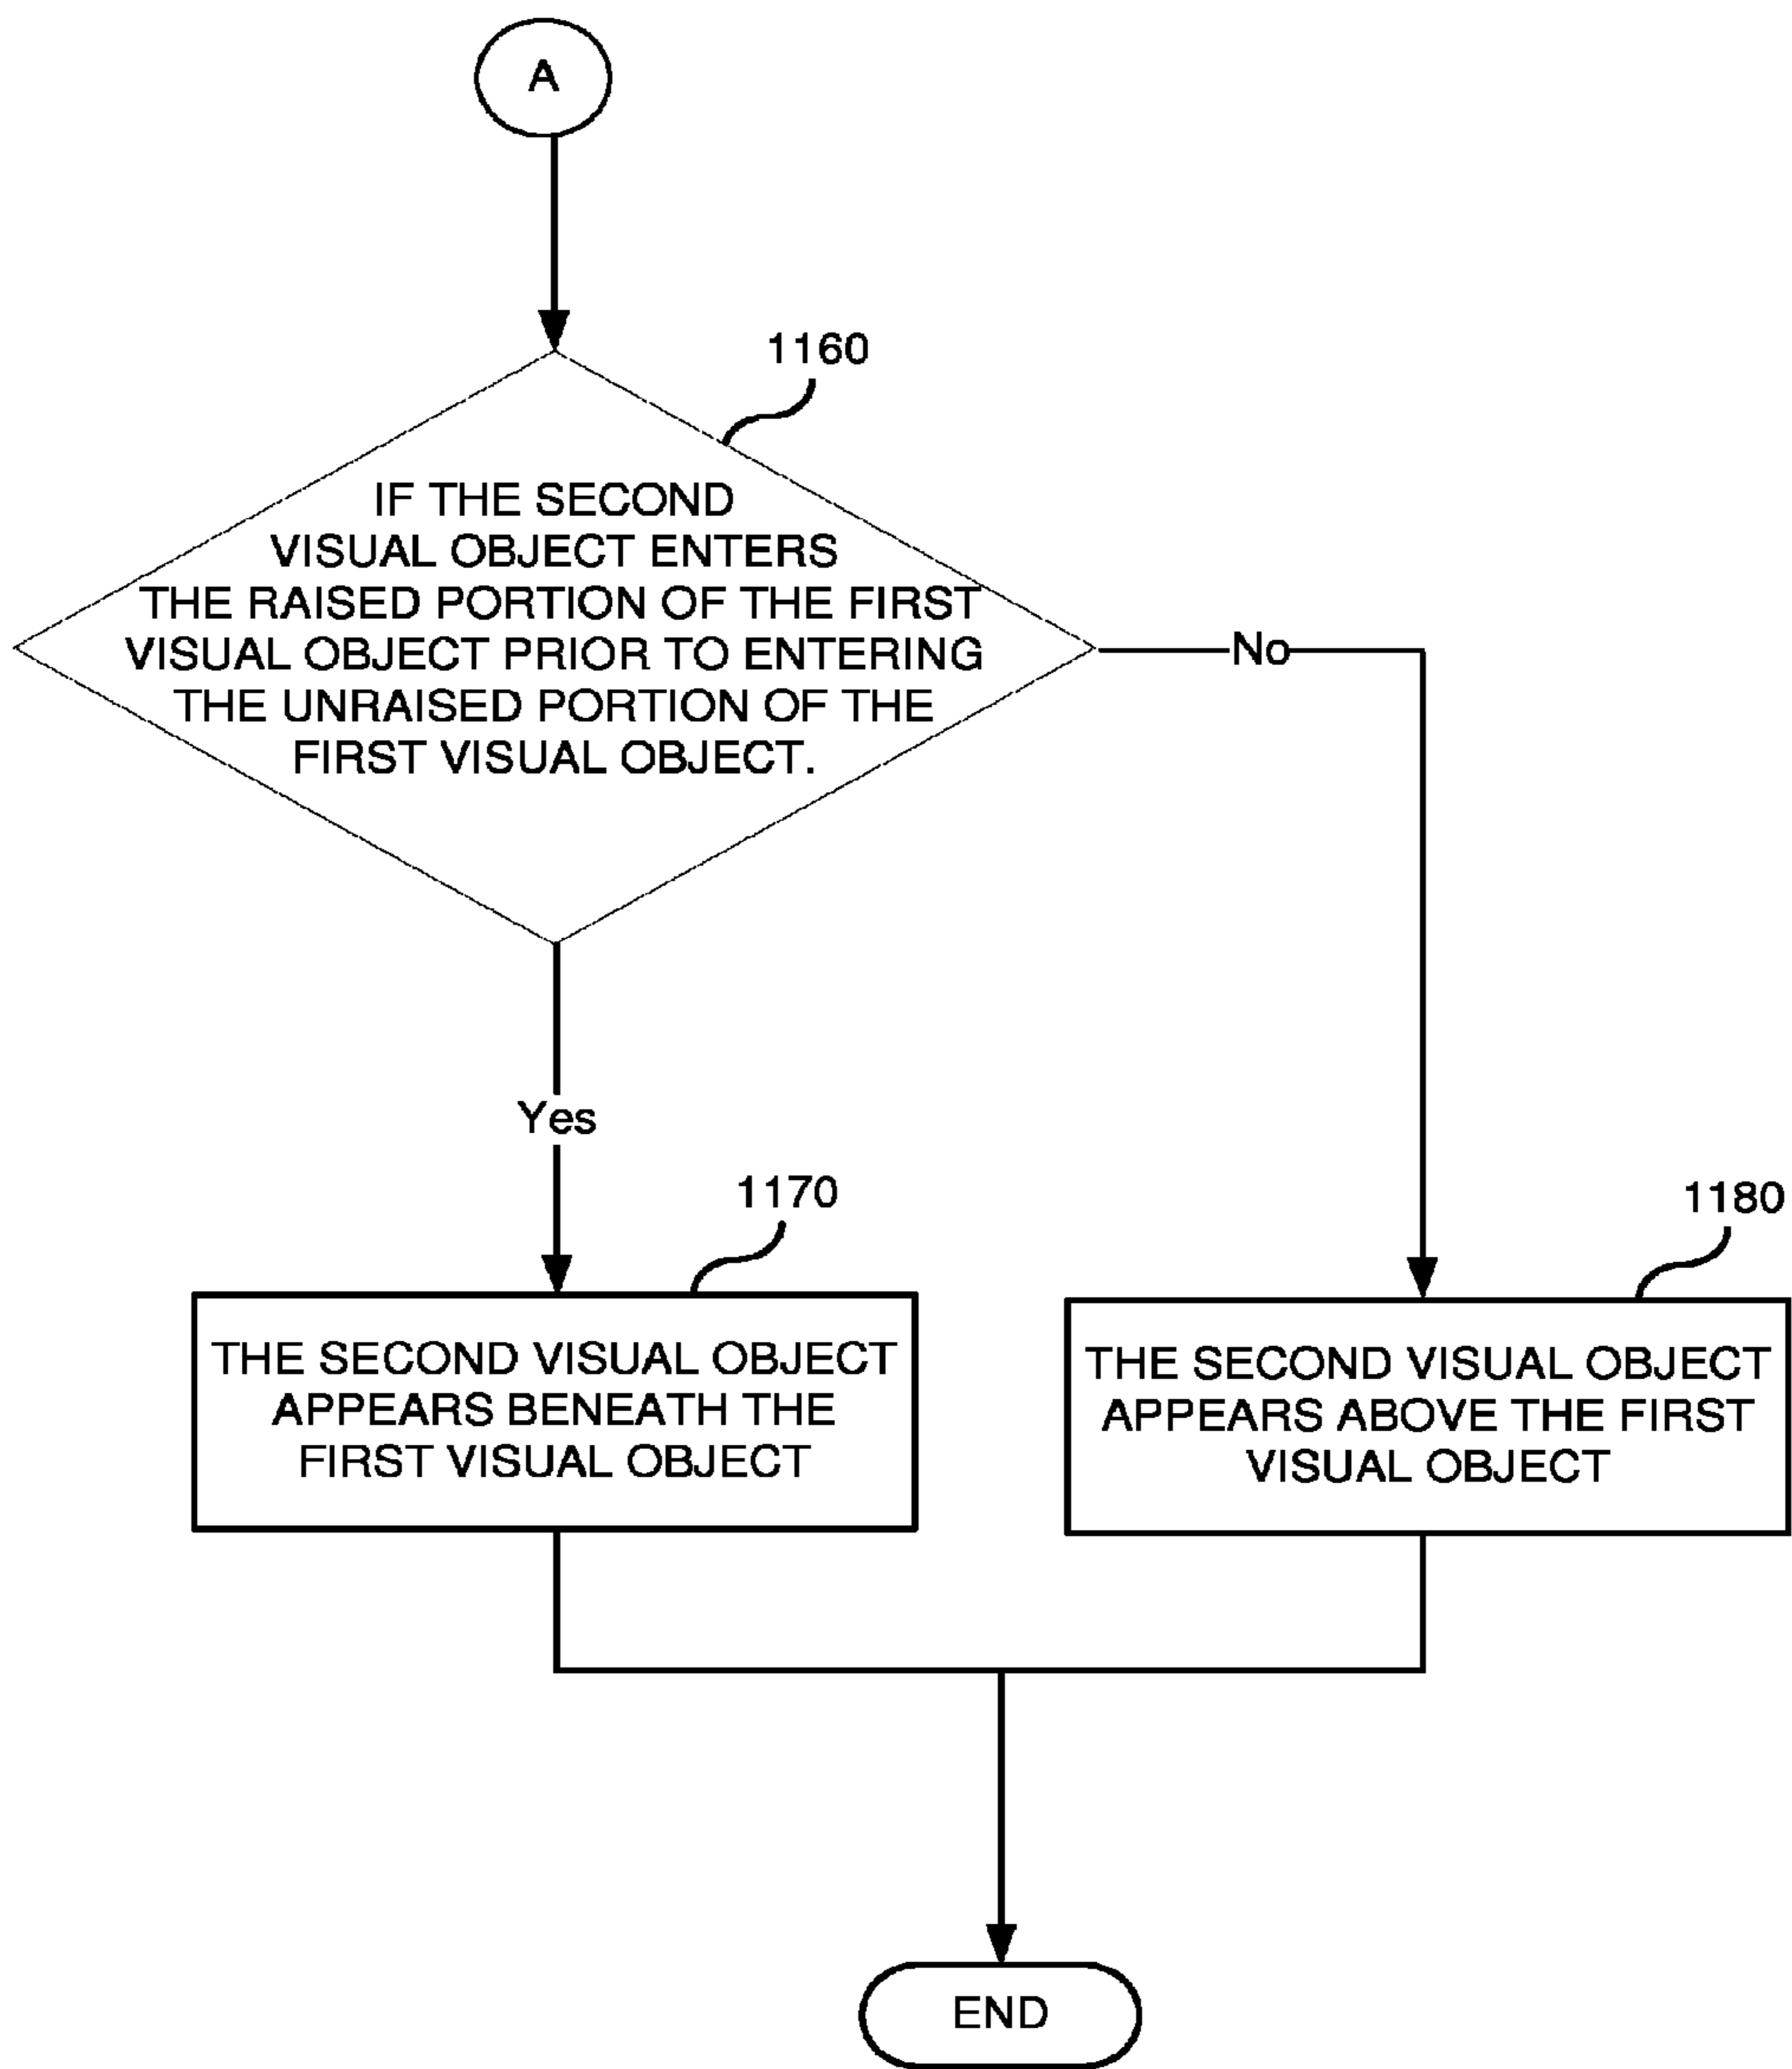 A
1160
IF THE SECOND
VISUAL OBJECT ENTERS
THE RAISED PORTION OF THE FIRST
VISUAL OBJECT PRIOR TO ENTERING
THE UNRAISED PORTION OF THE
FIRST VISUAL OBJECT.
No
Yes
1170
THE SECOND VISUAL OBJECT
APPEARS BENEATH THE
FIRST VISUAL OBJECT
1180
THE SECOND VISUAL OBJECT
APPEARS ABOVE THE FIRST
VISUAL OBJECT
END